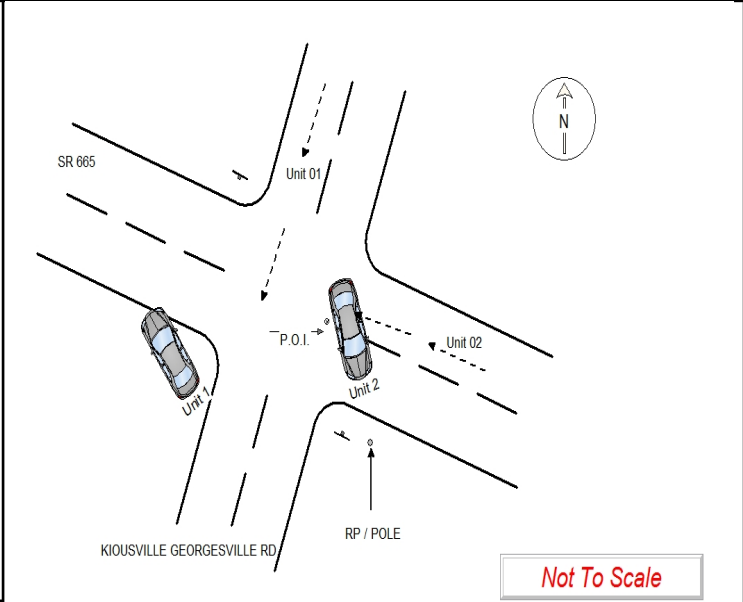 N
SR 665
Unit 01
P.O.I.
Unit 02
Unit 1
Unit 2
RP / POLE
KIOUSVILLE GEORGESVILLE RD
Not To Scale